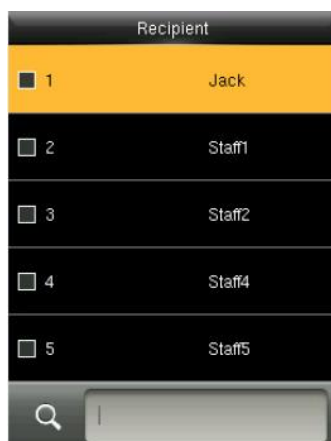 Recipient
1 Jack
2 Staff1
3 Staff2
4 Staff4
5 Staff5